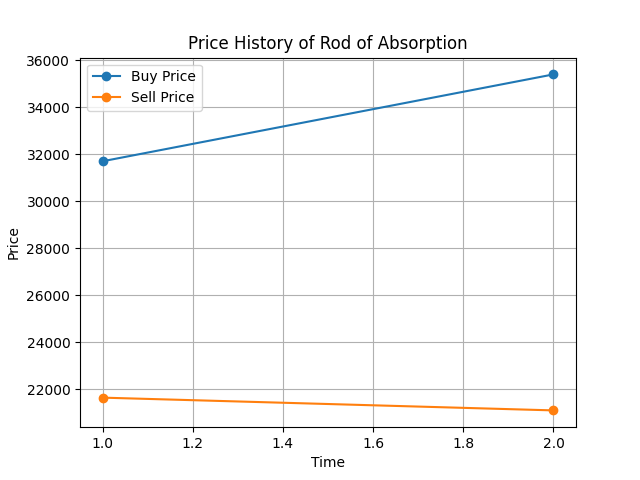 Price History of Rod of Absorption
Buy Price
Sell Price
36000
34000
32000
30000
28000
26000
24000
22000
Price
1.0 1.2 1.4 1.6 1.8 2.0
Time